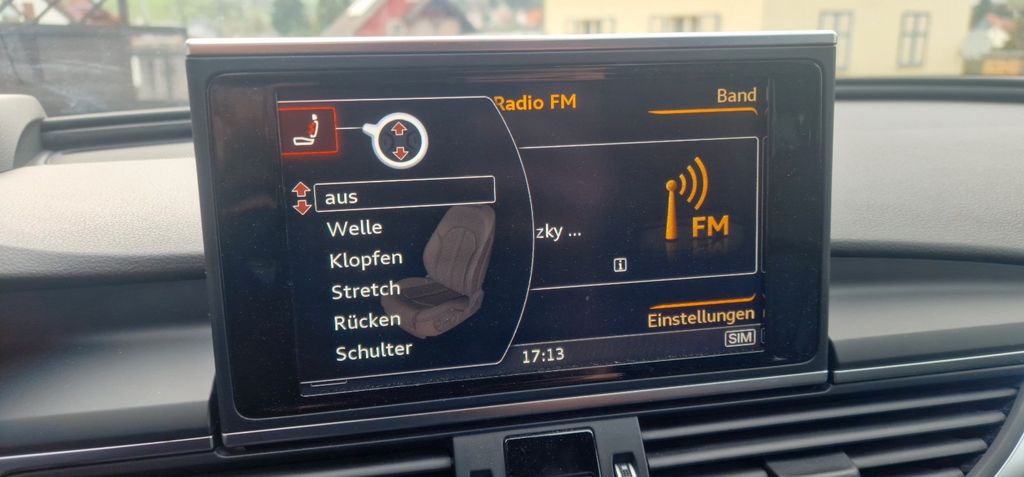 Radio FM
Band
aus
Welle
Klopfen
Stretch
Rücken
Schulter
zky ...
FM
i
Einstellungen
SIM
17:13